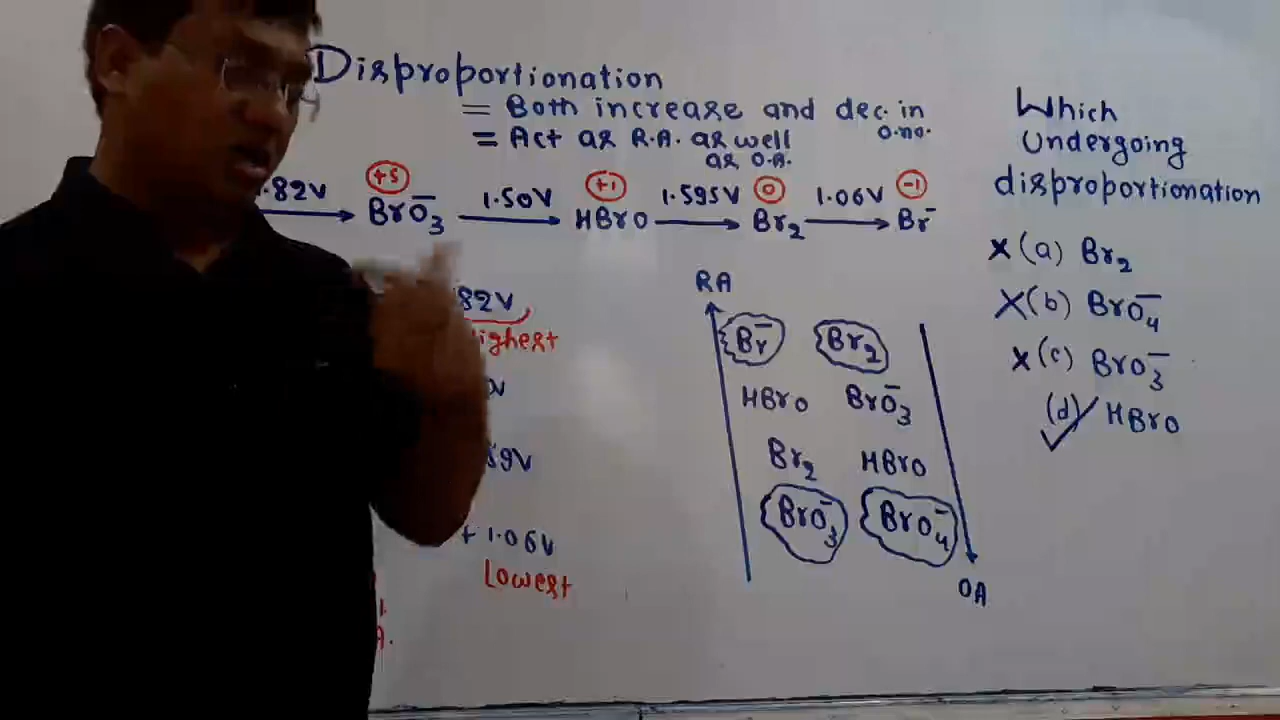 Disproportionation
= Both increase and dec. in
o.no.
= Act as R.A. as well
as O.A.
.82V +5 1.50V +1 1.595V 0 1.06V -1
BrO₃⁻ → HBrO → Br₂ → Br⁻
82V
ighest
V
59V
+ 1.06V
Lowest
RA
Br⁻ Br₂
HBrO BrO₃⁻
Br₂ HBrO
BrO₃⁻ BrO₄⁻
OA
Which
Undergoing
disproportionation
×(a) Br₂
×(b) BrO₄⁻
×(c) BrO₃⁻
✓(d) HBrO